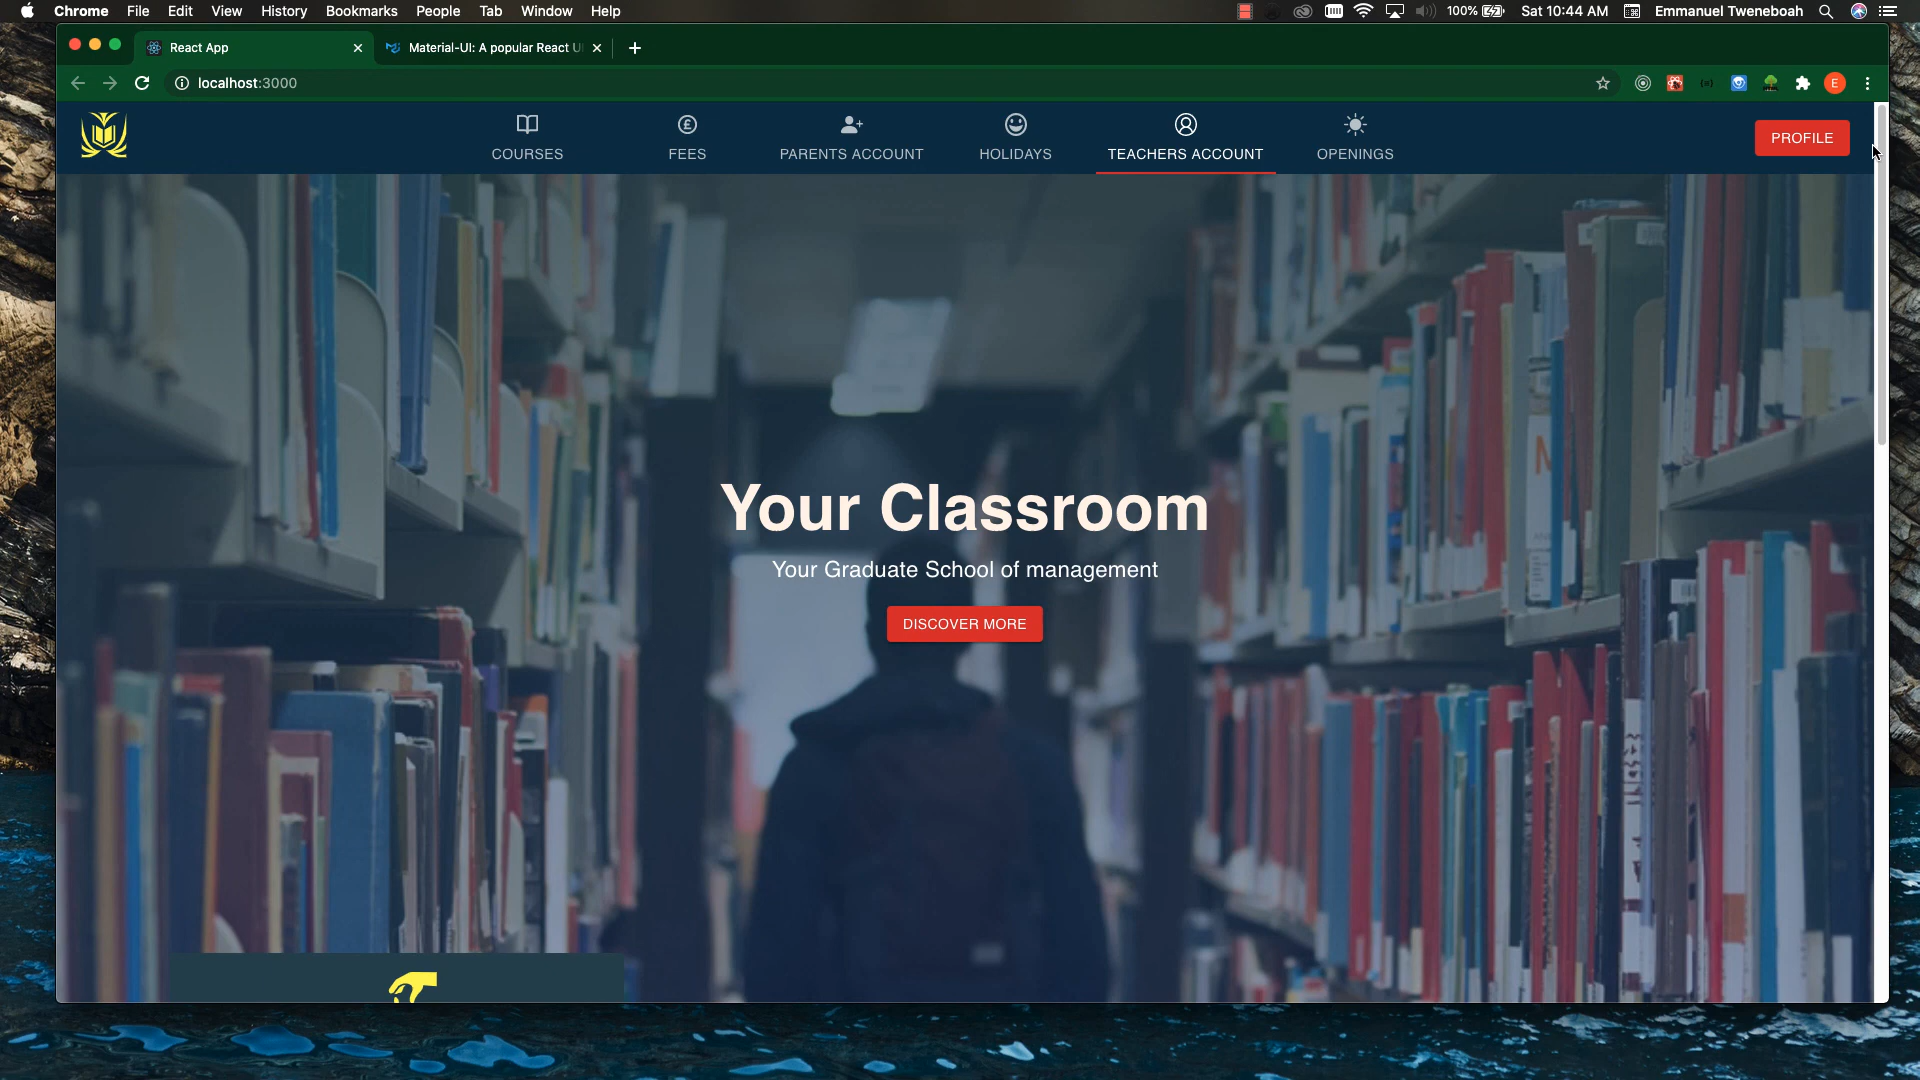 Chrome File Edit View History Bookmarks People Tab Window Help 100% Sat 10:44 AM Emmanuel Tweneboah
React App Material-UI: A popular React U
localhost:3000 E
COURSES FEES PARENTS ACCOUNT HOLIDAYS TEACHERS ACCOUNT OPENINGS PROFILE
Your Classroom
Your Graduate School of management
DISCOVER MORE